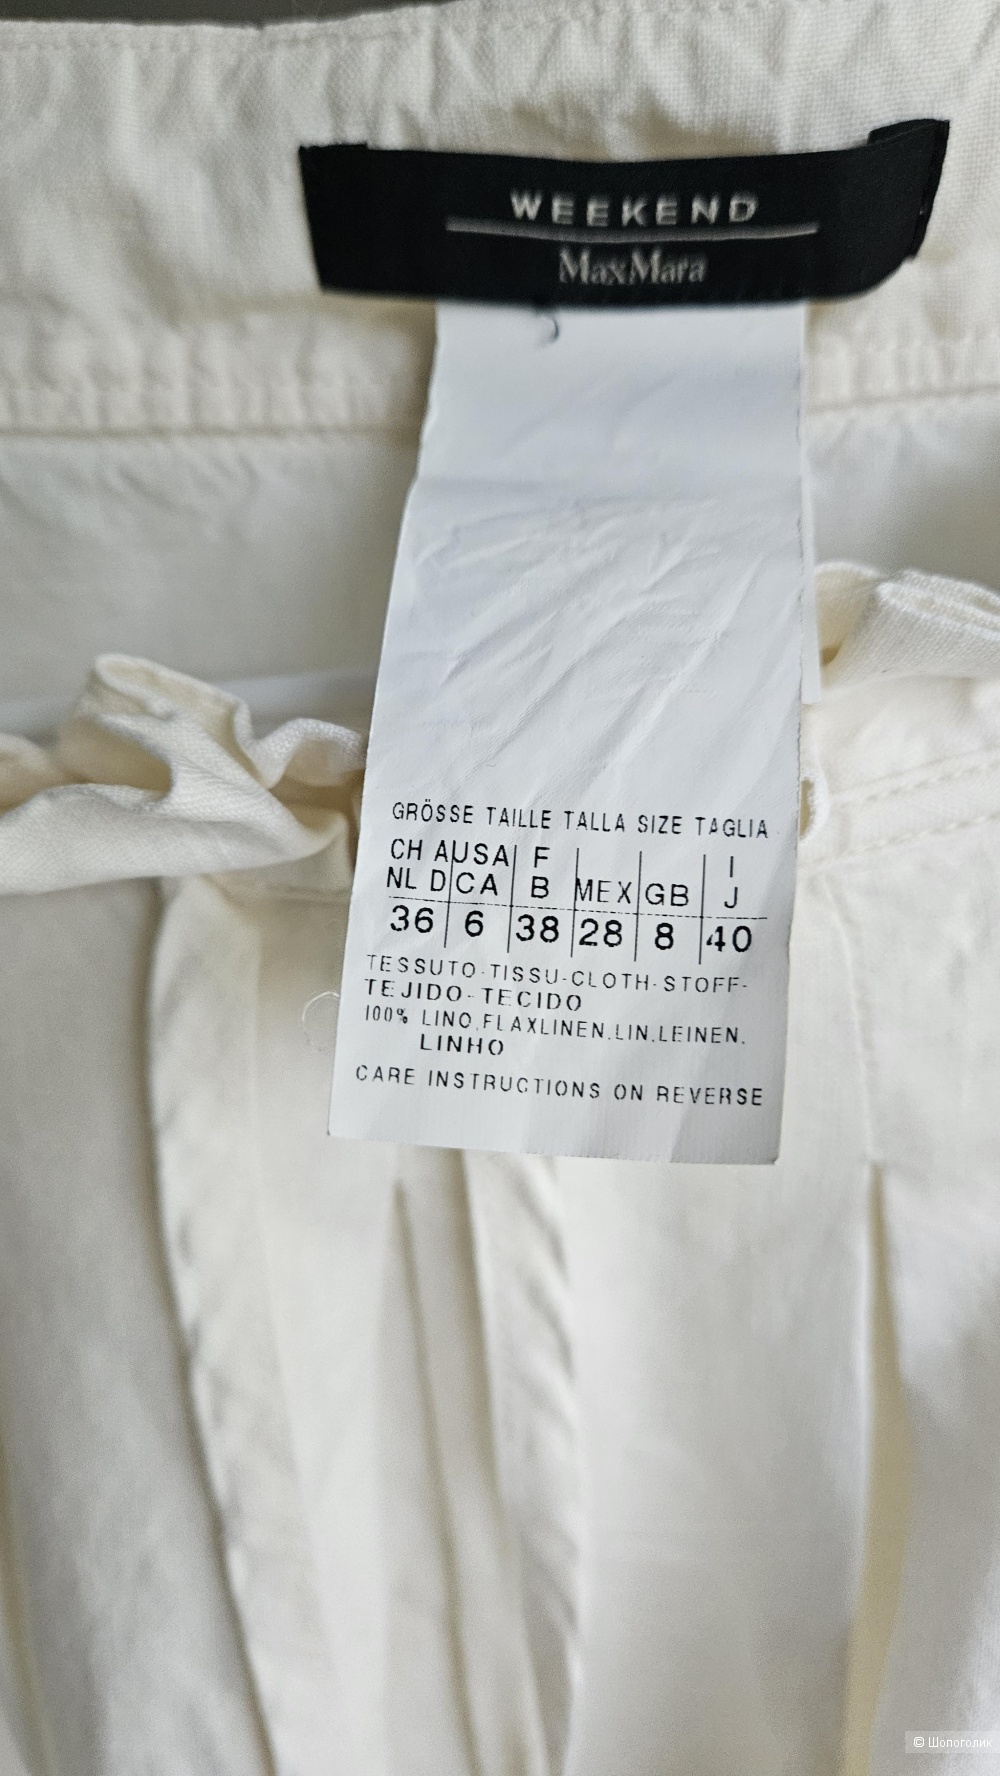 WEEKEND
MaxMara
GRÖSSE TAILLE TALLA SIZE TAGLIA
CH A USA F I
NL D CA B MEX GB J
36 6 38 28 8 40
TESSUTO-TISSU-CLOTH-STOFF-
TEJIDO-TECIDO
100% LINO,FLAXLINEN,LIN,LEINEN,
LINHO
CARE INSTRUCTIONS ON REVERSE
© Шопоголик